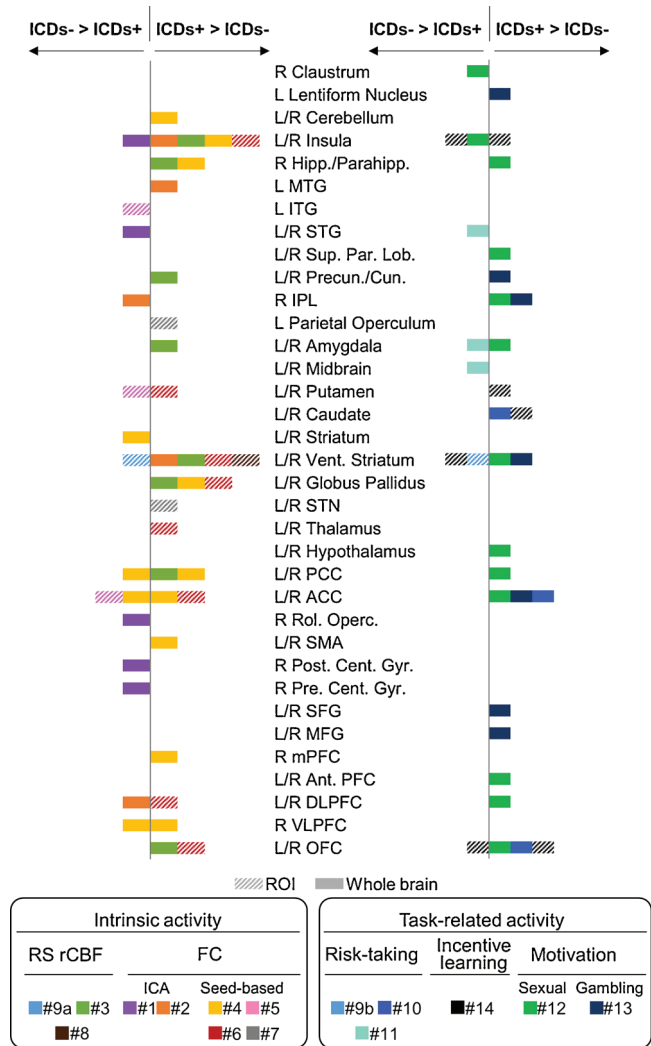 ICDs- > ICDs+ ICDs+ > ICDs- ICDs- > ICDs+ ICDs+ > ICDs-
R Claustrum
L Lentiform Nucleus
L/R Cerebellum
L/R Insula
R Hipp./Parahipp.
L MTG
L ITG
L/R STG
L/R Sup. Par. Lob.
L/R Precun./Cun.
R IPL
L Parietal Operculum
L/R Amygdala
L/R Midbrain
L/R Putamen
L/R Caudate
L/R Striatum
L/R Vent. Striatum
L/R Globus Pallidus
L/R STN
L/R Thalamus
L/R Hypothalamus
L/R PCC
L/R ACC
R Rol. Operc.
L/R SMA
R Post. Cent. Gyr.
R Pre. Cent. Gyr.
L/R SFG
L/R MFG
R mPFC
L/R Ant. PFC
L/R DLPFC
R VLPFC
L/R OFC
ROI Whole brain
Intrinsic activity
RS rCBF FC
ICA Seed-based
#9a #3 #1 #2 #4 #5
#8 #6 #7
Task-related activity
Risk-taking Incentive learning Motivation
Sexual Gambling
#9b #10 #14 #12 #13
#11